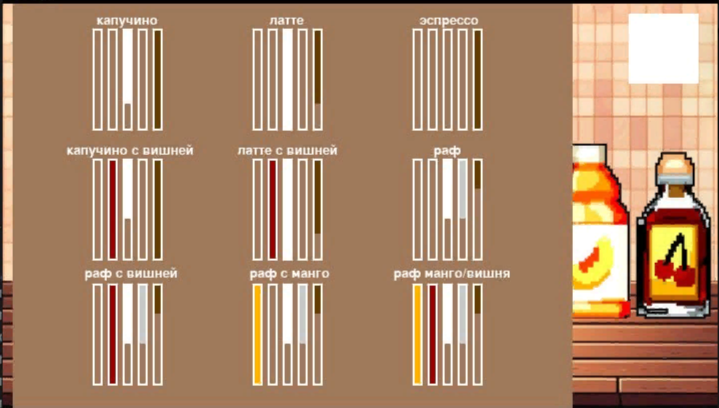 капучино
латте
эспрессо
капучино с вишней
латте с вишней
раф
раф с вишней
раф с манго
раф манго/вишня